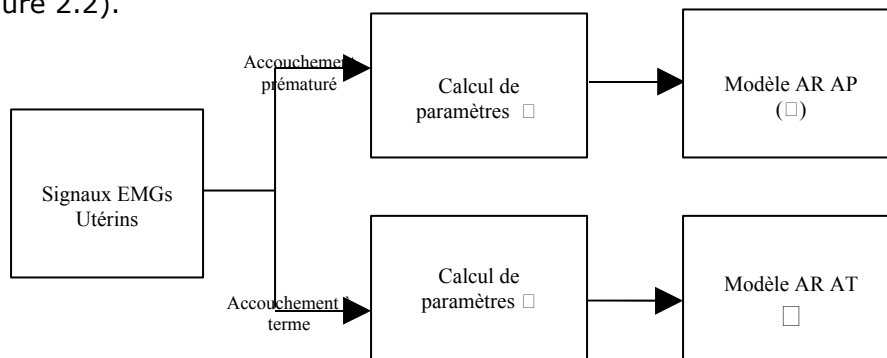 ure 2.2).
Accouchement
prématuré
Calcul de
paramètres □
Modèle AR AP
(□)
Signaux EMGs
Utérins
Accouchement à
terme
Calcul de
paramètres □
Modèle AR AT
□